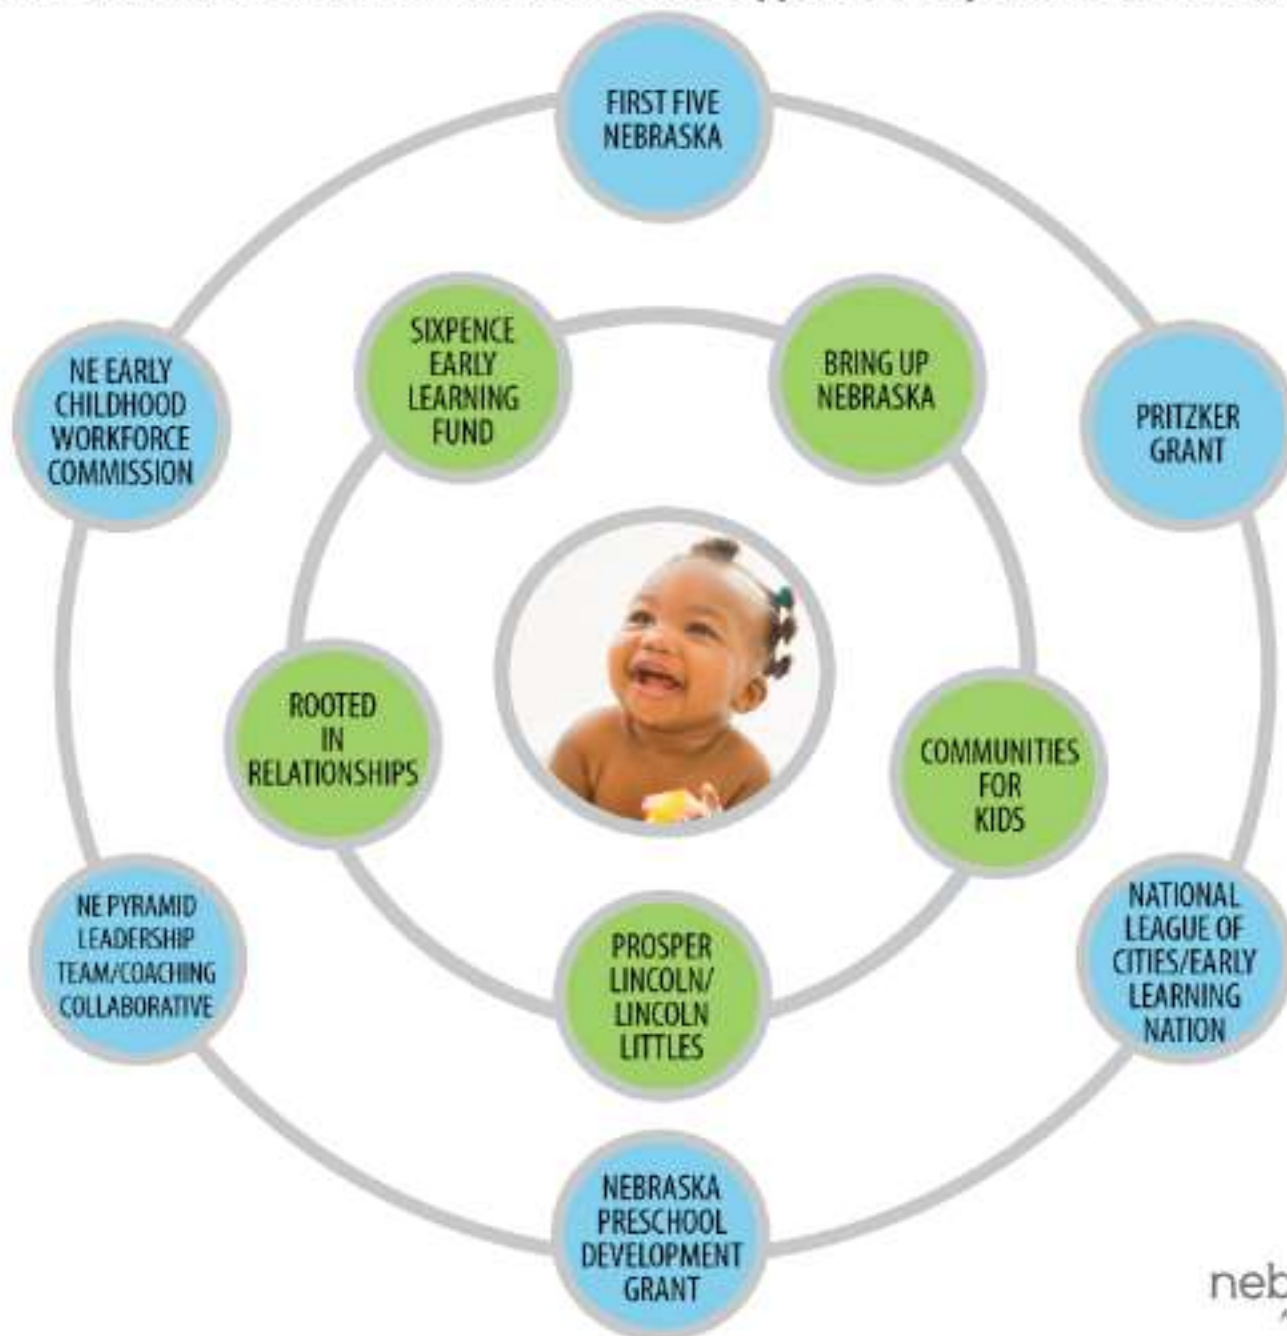 FIRST FIVE
NEBRASKA
SIXPENCE
EARLY
LEARNING
FUND
BRING UP
NEBRASKA
NE EARLY
CHILDHOOD
WORKFORCE
COMMISSION
PRITZKER
GRANT
ROOTED
IN
RELATIONSHIPS
COMMUNITIES
FOR
KIDS
NE PYRAMID
LEADERSHIP
TEAM/COACHING
COLLABORATIVE
PROSPER
LINCOLN/
LINCOLN
LITTLES
NATIONAL
LEAGUE OF
CITIES/EARLY
LEARNING
NATION
NEBRASKA
PRESCHOOL
DEVELOPMENT
GRANT
neb